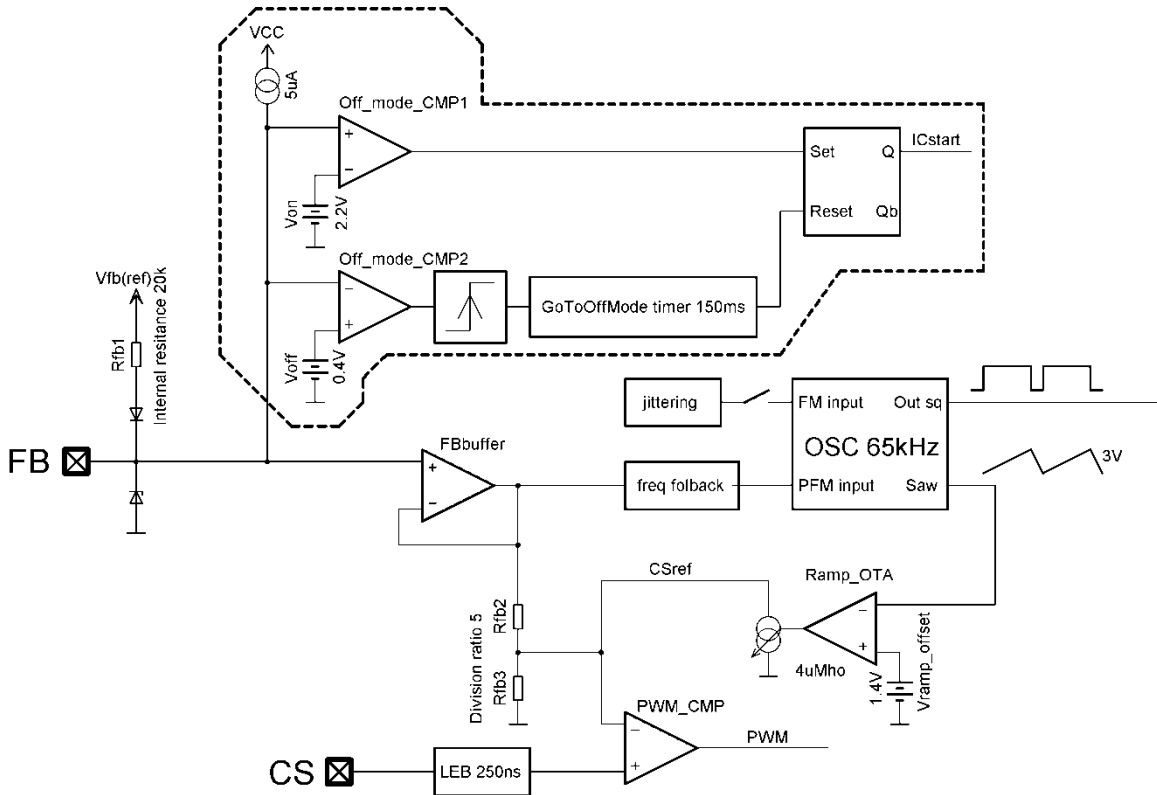 VCC
5uA
Off_mode_CMP1
+
−
Von
2.2V
Set
Q
ICstart
Reset
Qb
Off_mode_CMP2
−
+
Voff
0.4V
GoToOffMode timer 150ms
Vfb(ref)
Rfb1
Internal resitance 20k
jittering
FM input
Out sq
OSC 65kHz
PFM input
Saw
3V
FB
FBbuffer
+
−
freq folback
CSref
Ramp_OTA
−
+
4uMho
1.4V
Vramp_offset
Division ratio 5
Rfb2
Rfb3
PWM_CMP
−
+
PWM
CS
LEB 250ns